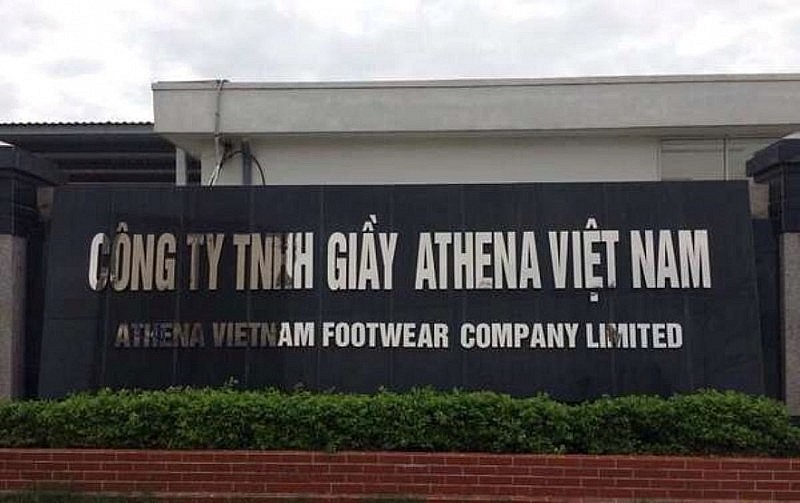 CÔNG TY TNHH GIẦY ATHENA VIỆT NAM
ATHENA VIETNAM FOOTWEAR COMPANY LIMITED